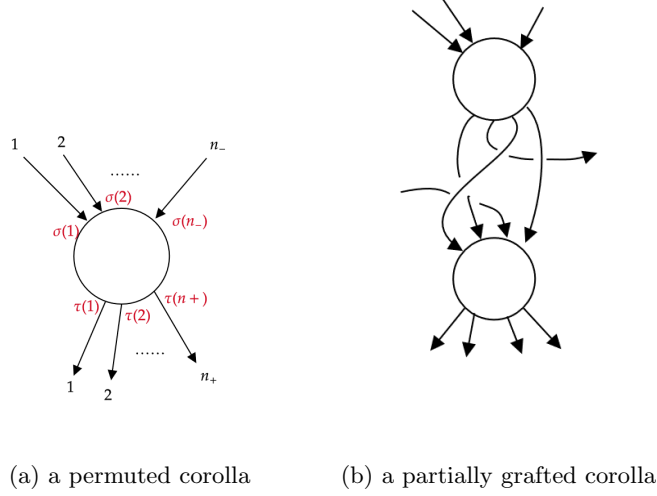 1 2 n₋
......
σ(2)
σ(1) σ(n₋)
τ(1) τ(2) τ(n+)
......
1 2 n₊
(a) a permuted corolla
(b) a partially grafted corolla